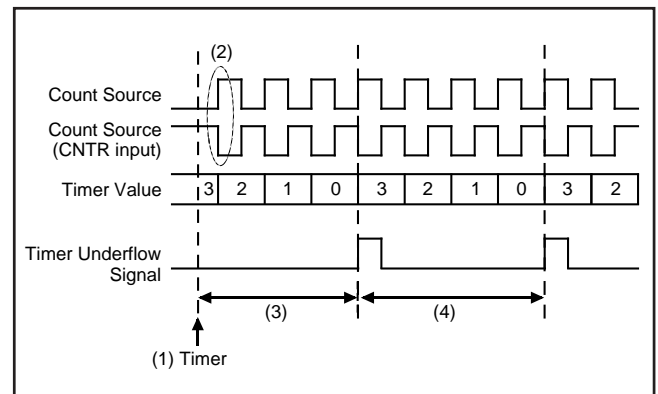 (2)
Count Source
Count Source
(CNTR input)
Timer Value 3 2 1 0 3 2 1 0 3 2
Timer Underflow
Signal
(3) (4)
(1) Timer